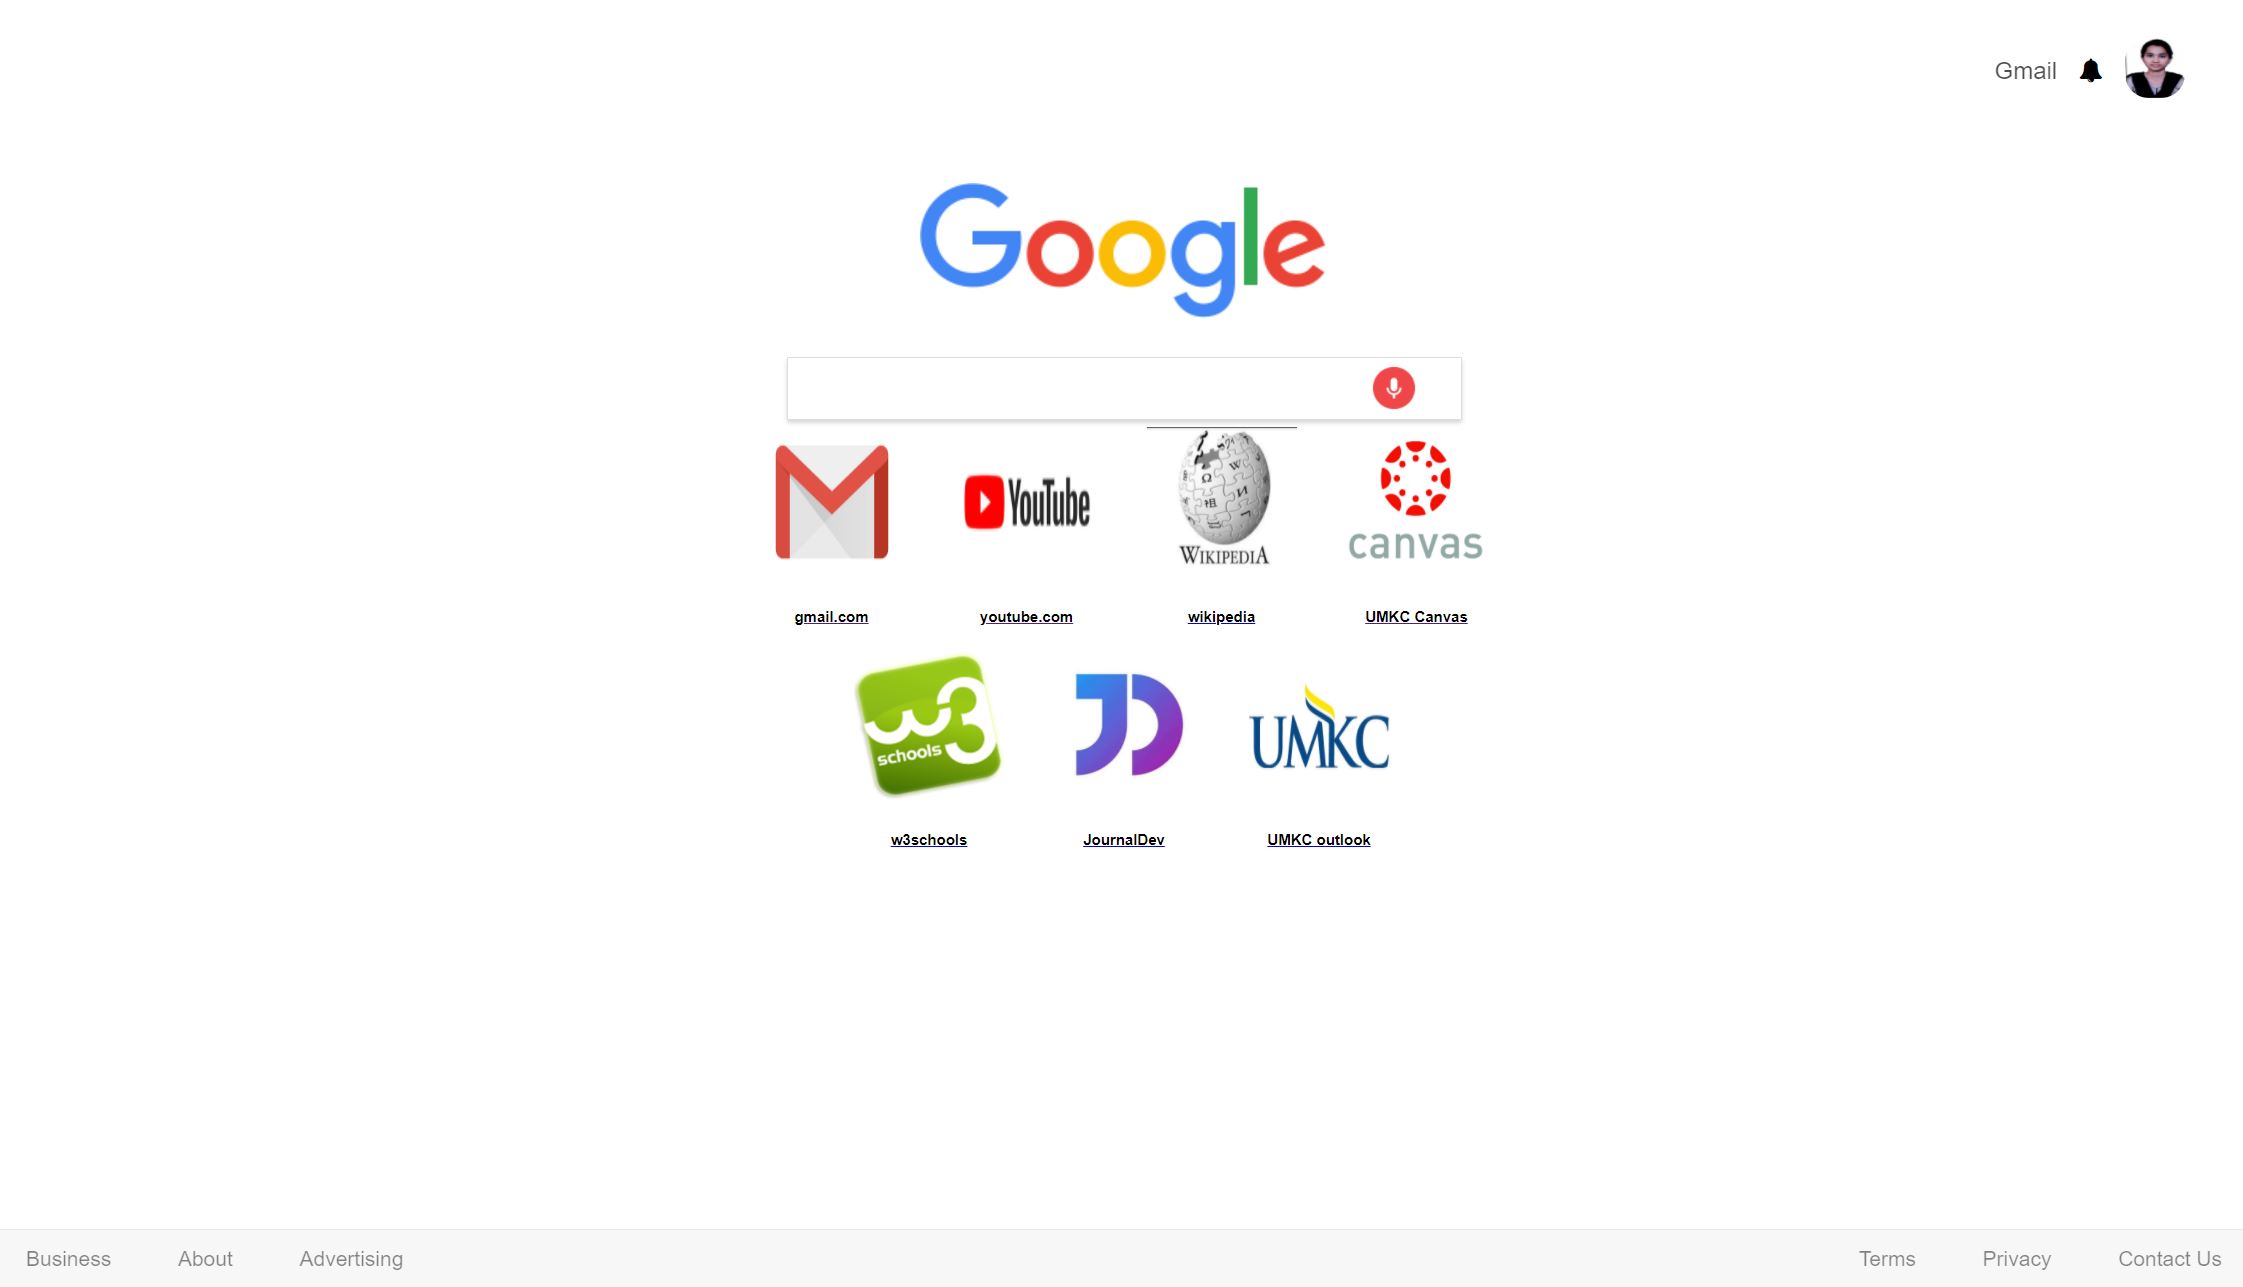 Gmail
Google
YouTube
WIKIPEDIA
canvas
gmail.com youtube.com wikipedia UMKC Canvas
w3 schools
JD
UMKC
w3schools JournalDev UMKC outlook
Business About Advertising Terms Privacy Contact Us